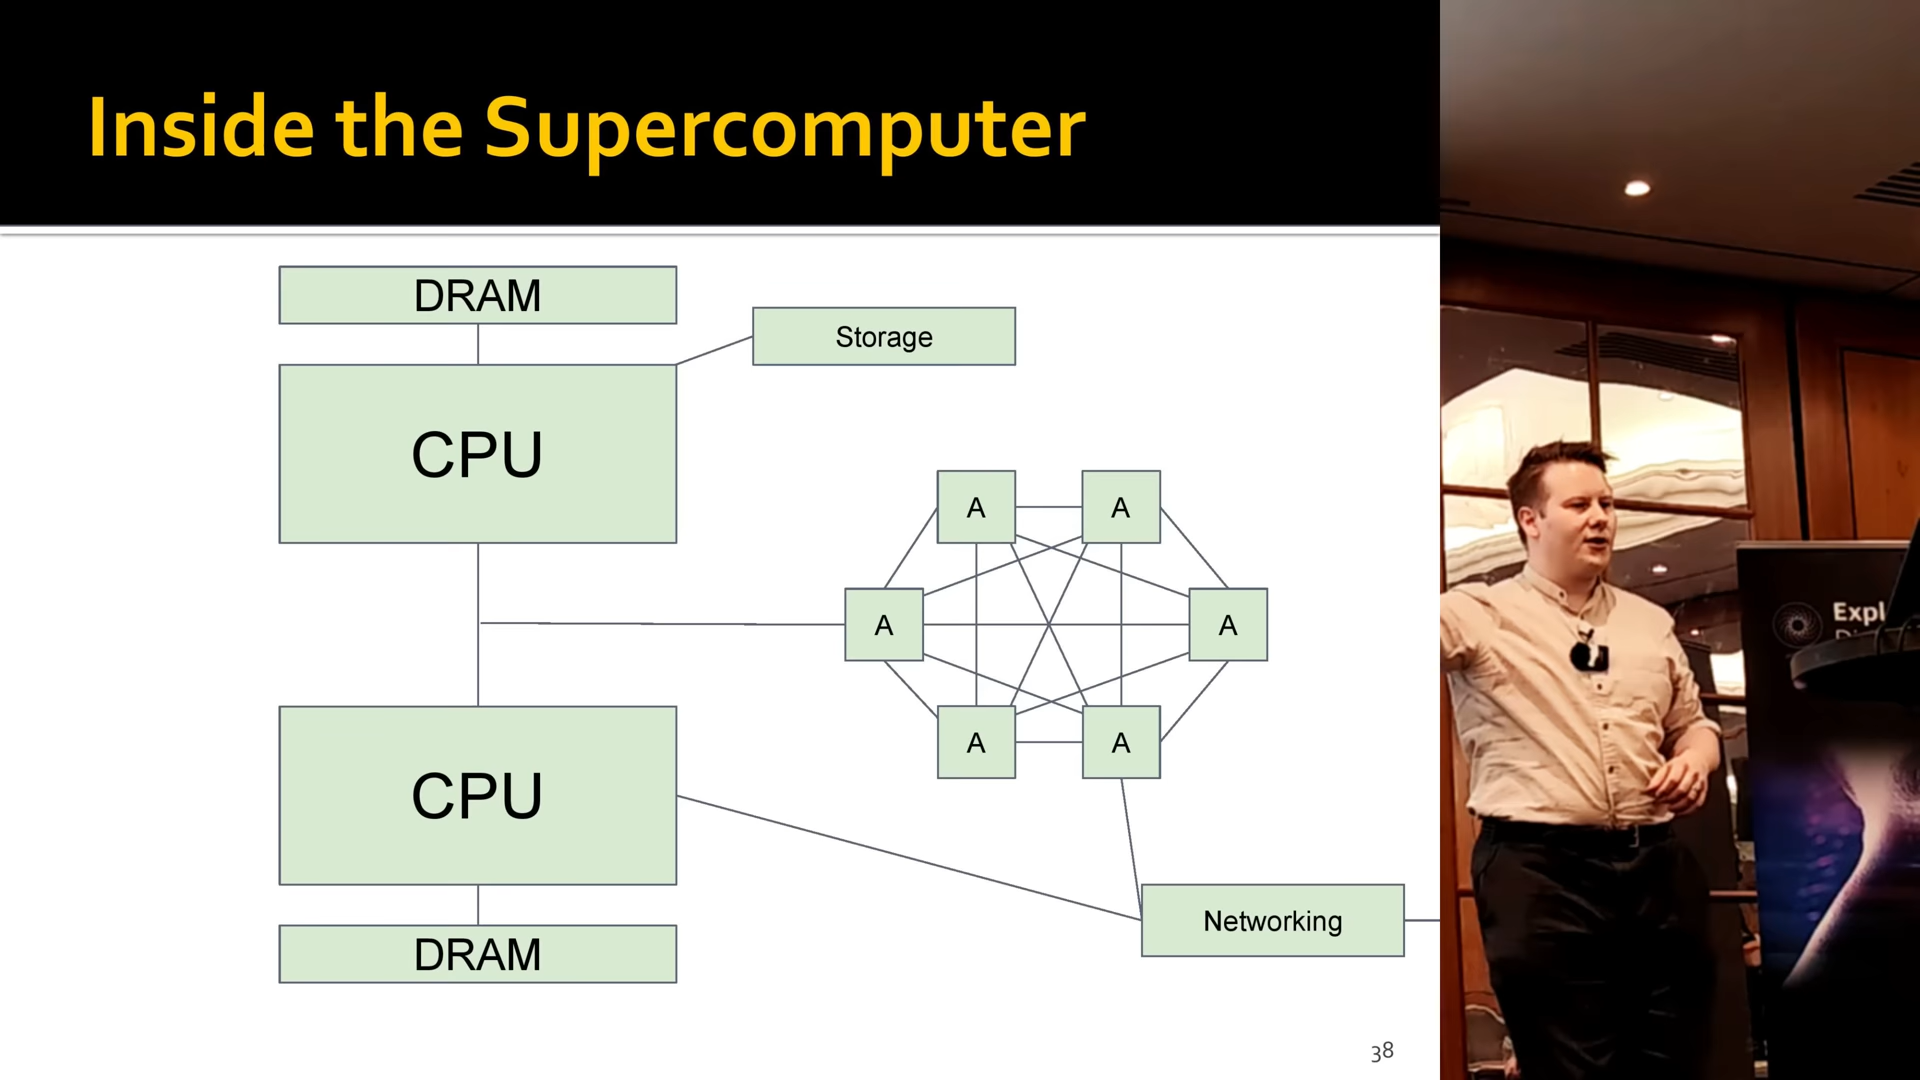 Inside the Supercomputer
DRAM
Storage
CPU
A A
A A
A A
CPU
Networking
DRAM
38
Expl